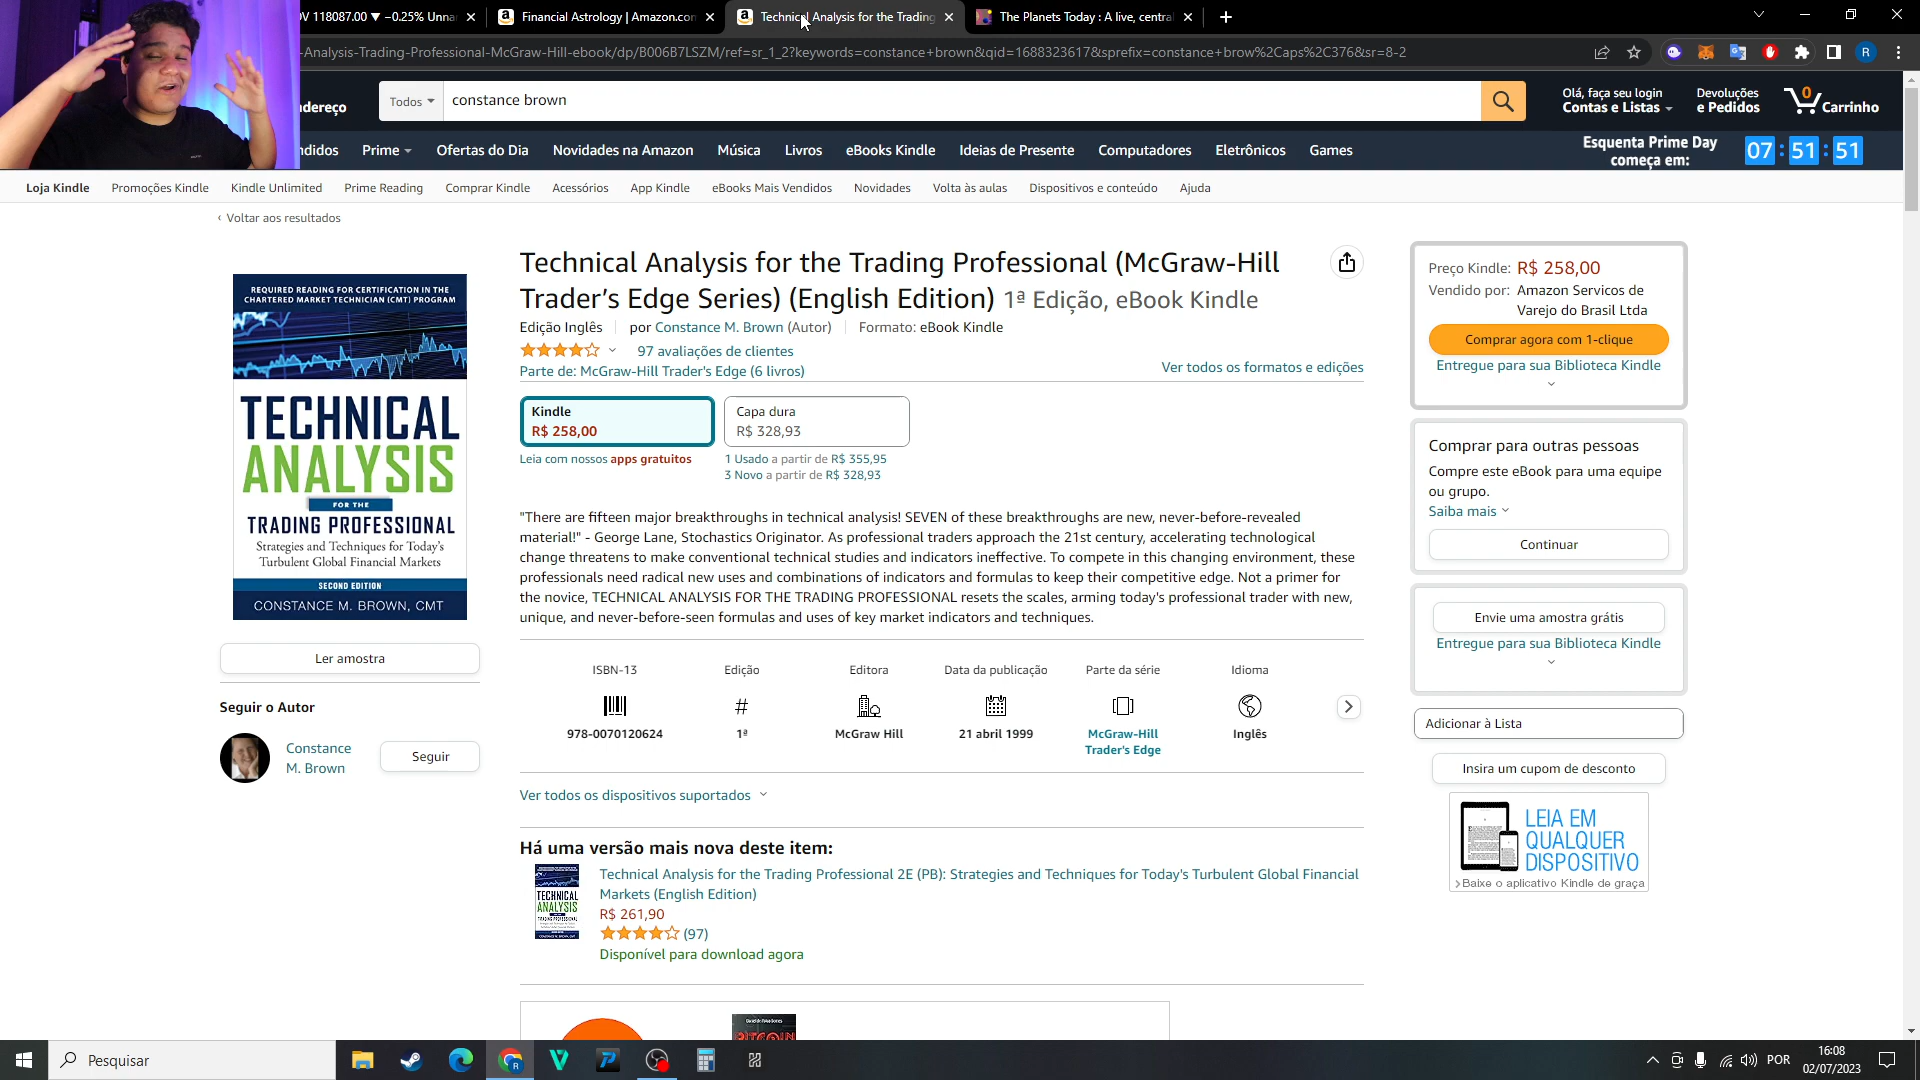 OV 118087.00 ▼ −0.25% Unna
Financial Astrology | Amazon.con
Technical Analysis for the Trading
The Planets Today : A live, central
-Analysis-Trading-Professional-McGraw-Hill-ebook/dp/B006B7LSZM/ref=sr_1_2?keywords=constance+brown&qid=1688323617&sprefix=constance+brow%2Caps%2C376&sr=8-2
R
ndereço
Todos
constance brown
Olá, faça seu login
Contas e Listas
Devoluções
e Pedidos
0
Carrinho
ndidos
Prime
Ofertas do Dia
Novidades na Amazon
Música
Livros
eBooks Kindle
Ideias de Presente
Computadores
Eletrônicos
Games
Esquenta Prime Day
começa em:
07 : 51 : 51
Loja Kindle
Promoções Kindle
Kindle Unlimited
Prime Reading
Comprar Kindle
Acessórios
App Kindle
eBooks Mais Vendidos
Novidades
Volta às aulas
Dispositivos e conteúdo
Ajuda
‹ Voltar aos resultados
REQUIRED READING FOR CERTIFICATION IN THE
CHARTERED MARKET TECHNICIAN (CMT) PROGRAM
TECHNICAL
ANALYSIS
FOR THE
TRADING PROFESSIONAL
Strategies and Techniques for Today's
Turbulent Global Financial Markets
SECOND EDITION
CONSTANCE M. BROWN, CMT
Ler amostra
Seguir o Autor
Constance
M. Brown
Seguir
Technical Analysis for the Trading Professional (McGraw-Hill
Trader’s Edge Series) (English Edition) 1ª Edição, eBook Kindle
Edição Inglês
por Constance M. Brown (Autor)
Formato: eBook Kindle
97 avaliações de clientes
Parte de: McGraw-Hill Trader's Edge (6 livros)
Ver todos os formatos e edições
Kindle
R$ 258,00
Capa dura
R$ 328,93
Leia com nossos apps gratuitos
1 Usado a partir de R$ 355,95
3 Novo a partir de R$ 328,93
"There are fifteen major breakthroughs in technical analysis! SEVEN of these breakthroughs are new, never-before-revealed
material!" - George Lane, Stochastics Originator. As professional traders approach the 21st century, accelerating technological
change threatens to make conventional technical studies and indicators ineffective. To compete in this changing environment, these
professionals need radical new uses and combinations of indicators and formulas to keep their competitive edge. Not a primer for
the novice, TECHNICAL ANALYSIS FOR THE TRADING PROFESSIONAL resets the scales, arming today's professional trader with new,
unique, and never-before-seen formulas and uses of key market indicators and techniques.
ISBN-13
978-0070120624
Edição
#
1ª
Editora
McGraw Hill
Data da publicação
21 abril 1999
Parte da série
McGraw-Hill
Trader's Edge
Idioma
Inglês
Ver todos os dispositivos suportados
Há uma versão mais nova deste item:
Technical Analysis for the Trading Professional 2E (PB): Strategies and Techniques for Today's Turbulent Global Financial
Markets (English Edition)
R$ 261,90
(97)
Disponível para download agora
BITCOIN
Preço Kindle: R$ 258,00
Vendido por: Amazon Servicos de
Varejo do Brasil Ltda
Comprar agora com 1-clique
Entregue para sua Biblioteca Kindle
Comprar para outras pessoas
Compre este eBook para uma equipe
ou grupo.
Saiba mais
Continuar
Envie uma amostra grátis
Entregue para sua Biblioteca Kindle
Adicionar à Lista
Insira um cupom de desconto
LEIA EM
QUALQUER
DISPOSITIVO
›Baixe o aplicativo Kindle de graça
Pesquisar
POR
16:08
02/07/2023